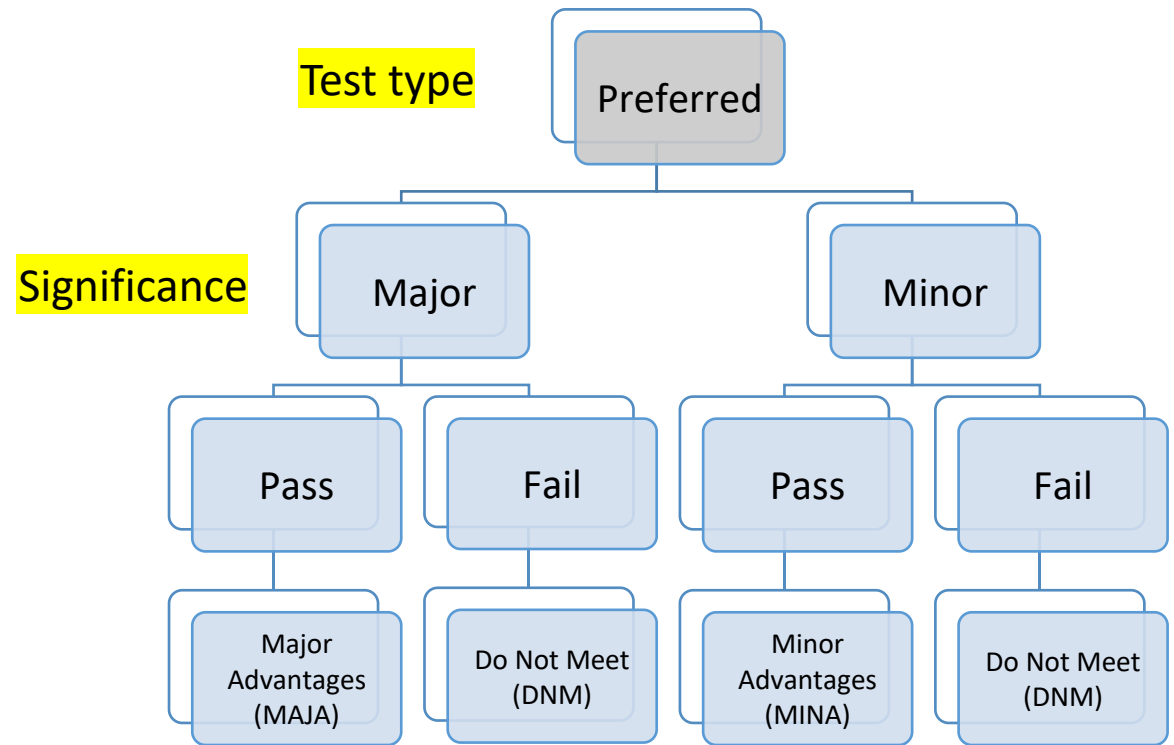 Test type
Preferred
Significance
Major
Minor
Pass
Fail
Pass
Fail
Major
Advantages
(MAJA)
Do Not Meet
(DNM)
Minor
Advantages
(MINA)
Do Not Meet
(DNM)